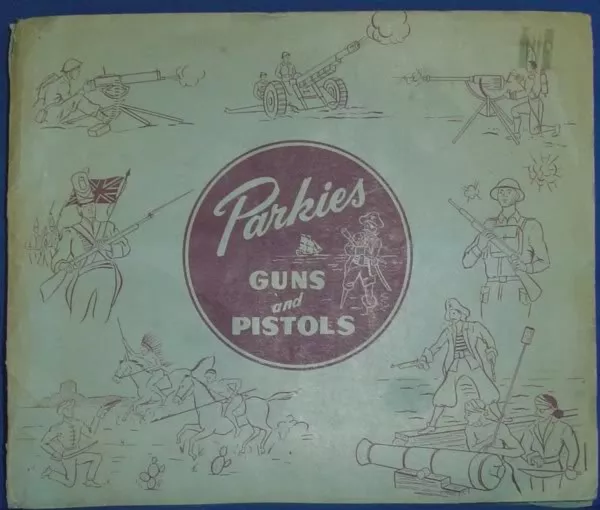 Parkies
GUNS
and
PISTOLS